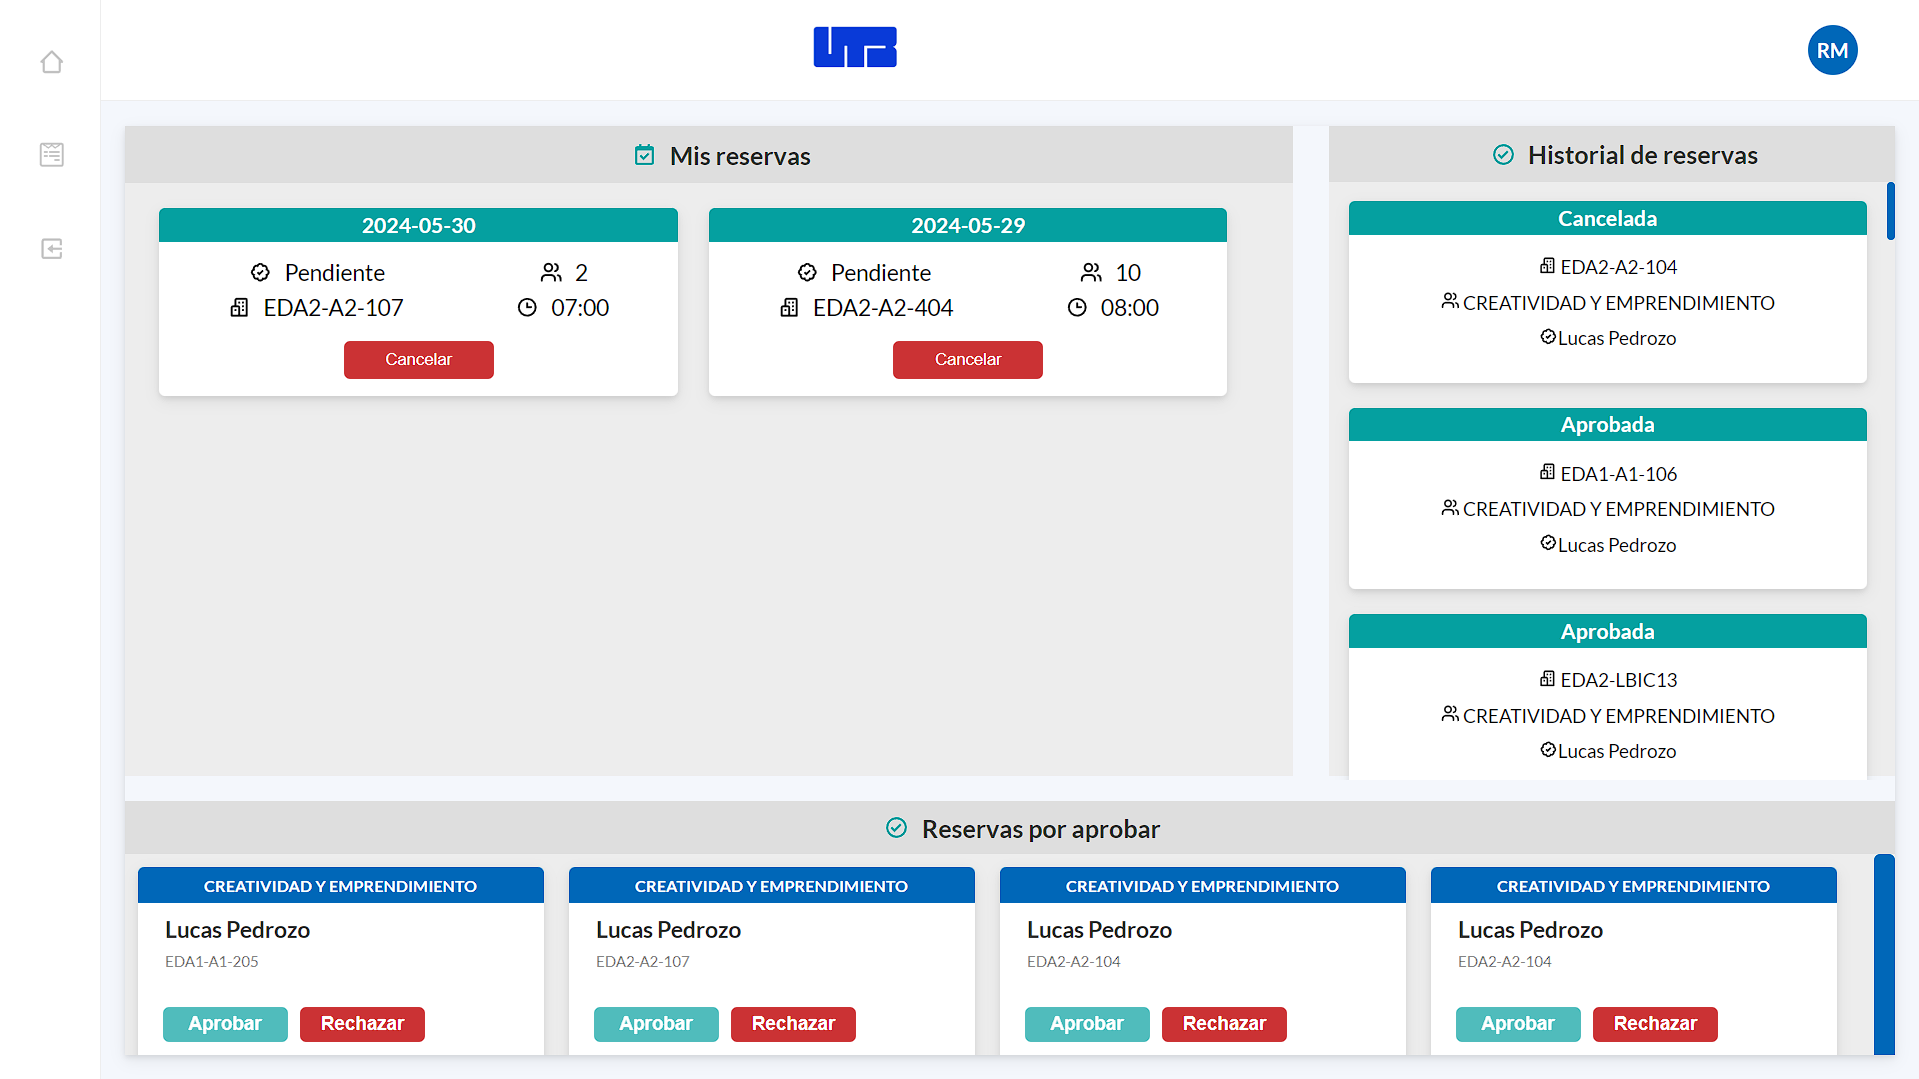 UTB
RM
Mis reservas
2024-05-30
Pendiente 2
EDA2-A2-107 07:00
Cancelar
2024-05-29
Pendiente 10
EDA2-A2-404 08:00
Cancelar
Historial de reservas
Cancelada
EDA2-A2-104
CREATIVIDAD Y EMPRENDIMIENTO
Lucas Pedrozo
Aprobada
EDA1-A1-106
CREATIVIDAD Y EMPRENDIMIENTO
Lucas Pedrozo
Aprobada
EDA2-LBIC13
CREATIVIDAD Y EMPRENDIMIENTO
Lucas Pedrozo
Reservas por aprobar
CREATIVIDAD Y EMPRENDIMIENTO
Lucas Pedrozo
EDA1-A1-205
Aprobar Rechazar
CREATIVIDAD Y EMPRENDIMIENTO
Lucas Pedrozo
EDA2-A2-107
Aprobar Rechazar
CREATIVIDAD Y EMPRENDIMIENTO
Lucas Pedrozo
EDA2-A2-104
Aprobar Rechazar
CREATIVIDAD Y EMPRENDIMIENTO
Lucas Pedrozo
EDA2-A2-104
Aprobar Rechazar